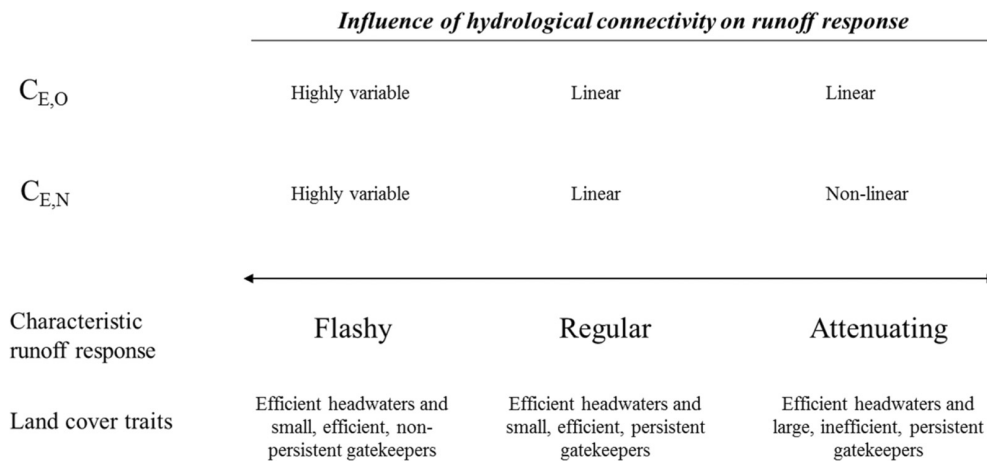 Influence of hydrological connectivity on runoff response
C_E,O Highly variable Linear Linear
C_E,N Highly variable Linear Non-linear
Characteristic
runoff response
Flashy Regular Attenuating
Land cover traits
Efficient headwaters and
small, efficient, non-
persistent gatekeepers
Efficient headwaters and
small, efficient, persistent
gatekeepers
Efficient headwaters and
large, inefficient, persistent
gatekeepers